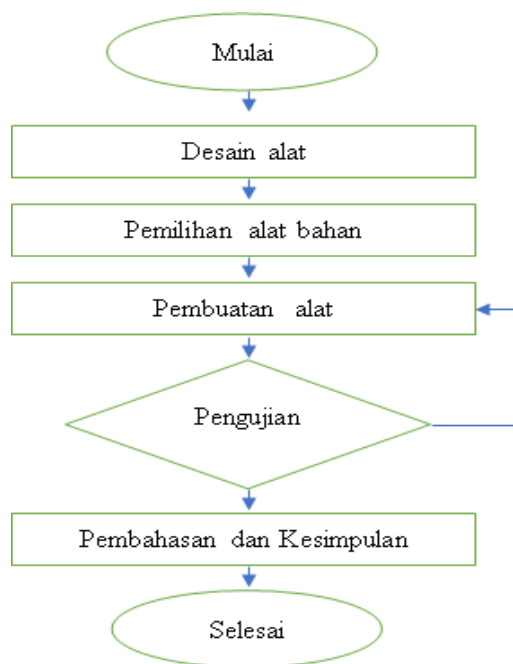 Mulai
Desain alat
Pemilihan alat bahan
Pembuatan alat
Pengujian
Pembahasan dan Kesimpulan
Selesai